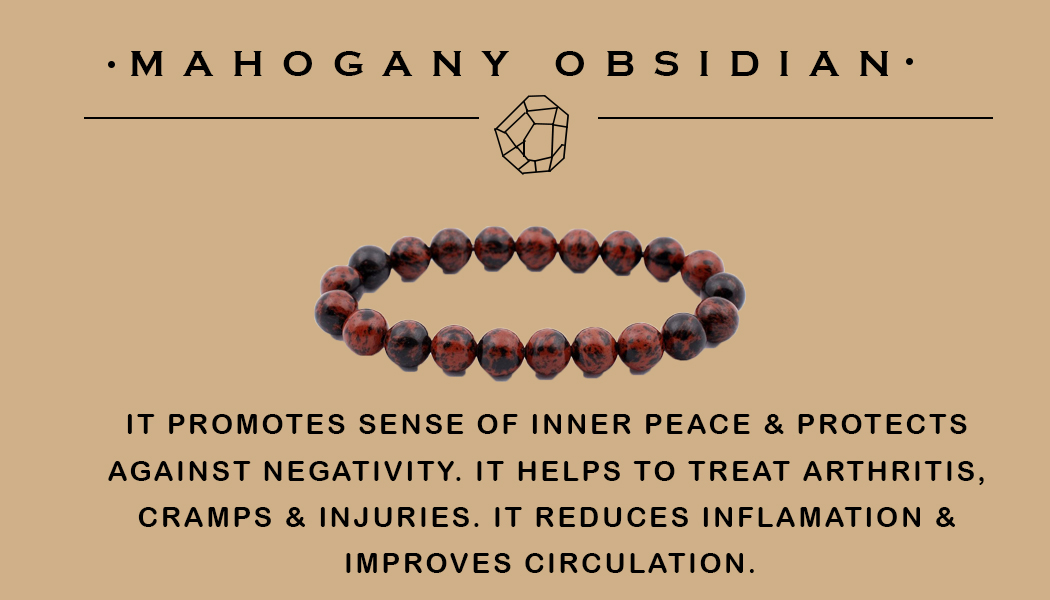 ·MAHOGANY OBSIDIAN·
IT PROMOTES SENSE OF INNER PEACE & PROTECTS
AGAINST NEGATIVITY. IT HELPS TO TREAT ARTHRITIS,
CRAMPS & INJURIES. IT REDUCES INFLAMATION &
IMPROVES CIRCULATION.